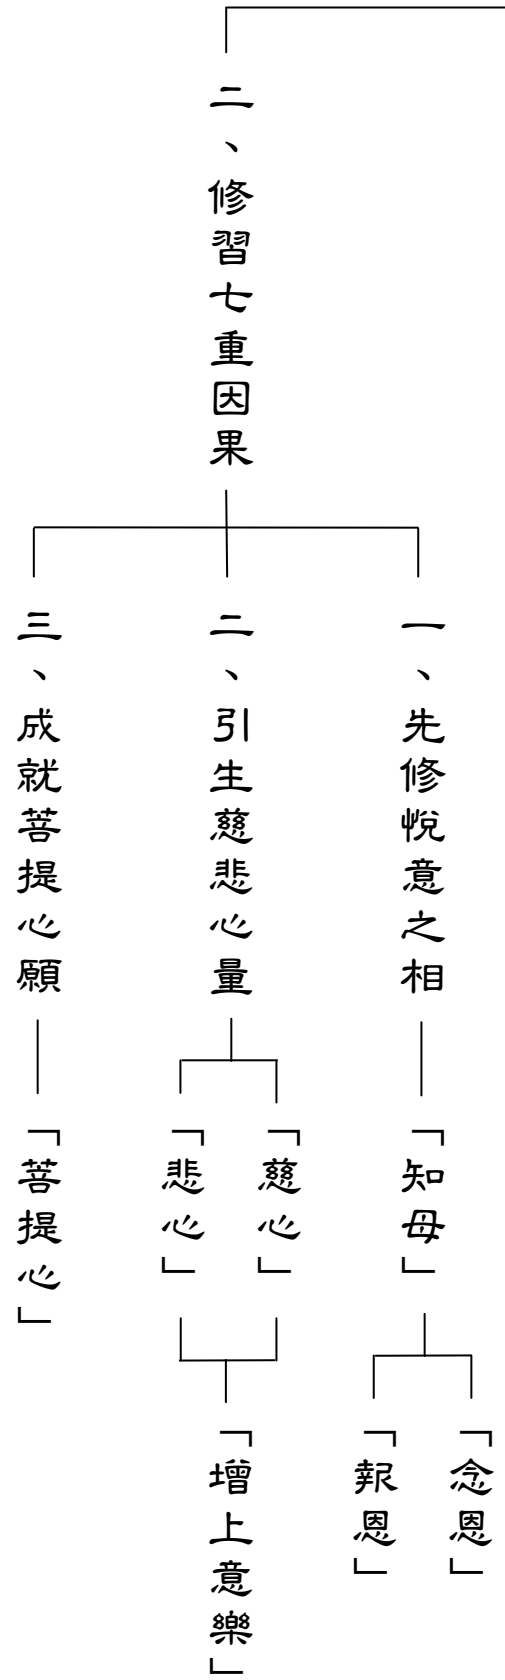 二、修習七重因果
一、先修悅意之相
二、引生慈悲心量
三、成就菩提心願
「知母」
「慈心」
「悲心」
「菩提心」
「念恩」
「報恩」
「增上意樂」